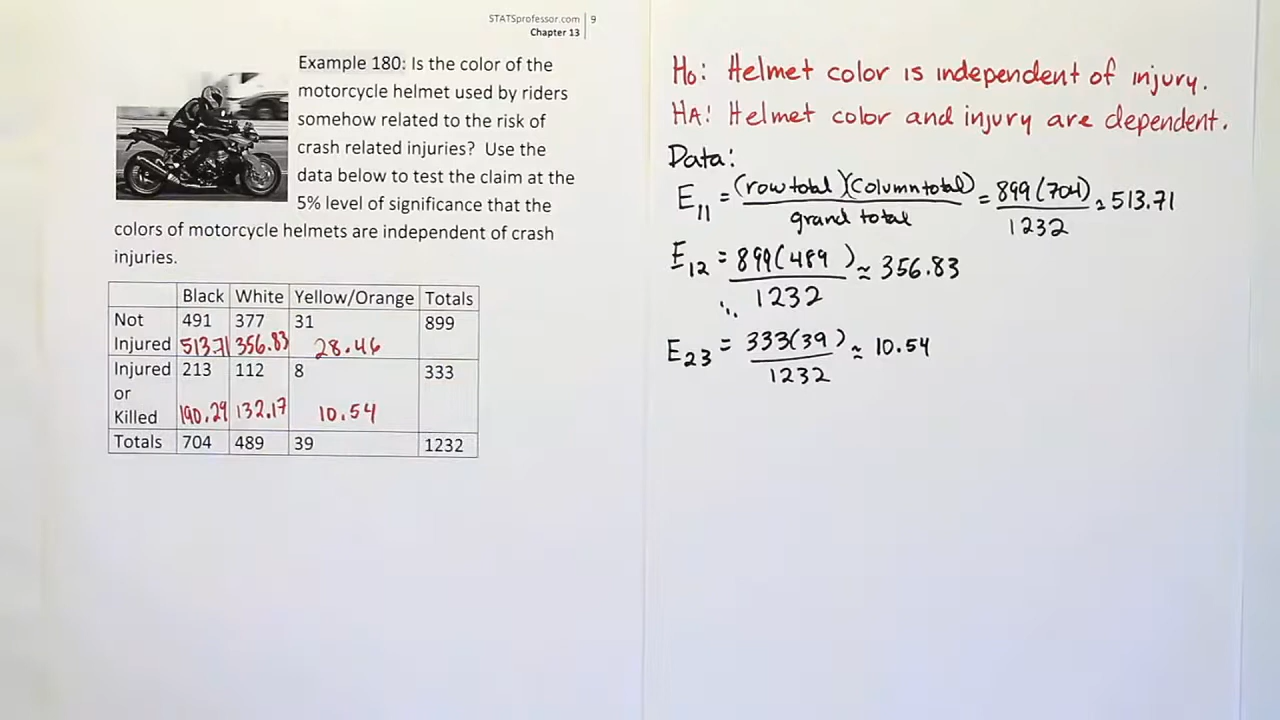 STATSprofessor.com 9
Chapter 13
Example 180: Is the color of the
motorcycle helmet used by riders
somehow related to the risk of
crash related injuries? Use the
data below to test the claim at the
5% level of significance that the
colors of motorcycle helmets are independent of crash
injuries.
Black White Yellow/Orange Totals
Not 491 377 31 899
Injured 513.71 356.83 28.46
Injured 213 112 8 333
or
Killed 190.29 132.17 10.54
Totals 704 489 39 1232
Ho: Helmet color is independent of injury.
HA: Helmet color and injury are dependent.
Data:
E11 = (row total)(column total) / grand total = 899(704) / 1232 ≈ 513.71
E12 = 899(489) / 1232 ≈ 356.83
⋱
E23 = 333(39) / 1232 ≈ 10.54